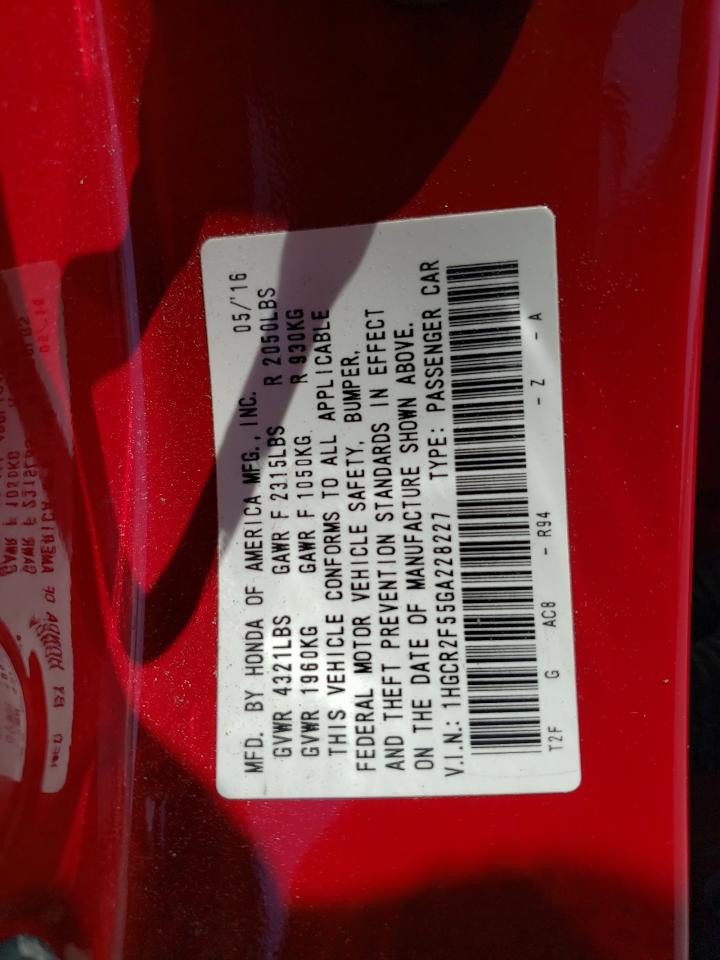 MFD. BY HONDA OF AMERICA MFG., INC. 05/'16
GVWR 4321LBS GAWR F 2315LBS R 2050LBS
GVWR 1960KG GAWR F 1050KG R 930KG
THIS VEHICLE CONFORMS TO ALL APPLICABLE
FEDERAL MOTOR VEHICLE SAFETY, BUMPER,
AND THEFT PREVENTION STANDARDS IN EFFECT
ON THE DATE OF MANUFACTURE SHOWN ABOVE.
V.I.N.: 1HGCR2F55GA228227 TYPE: PASSENGER CAR
T2F G AC8 - R94 - Z - A